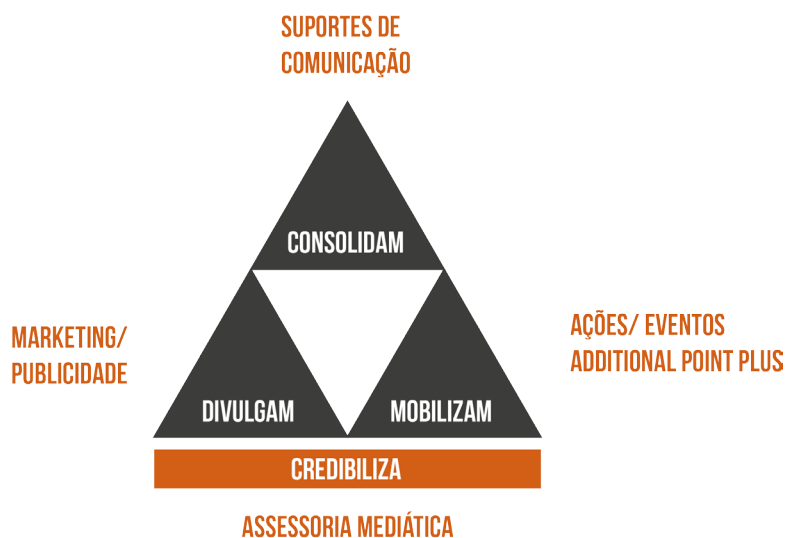 SUPORTES DE
COMUNICAÇÃO
CONSOLIDAM
MARKETING/
PUBLICIDADE
AÇÕES/ EVENTOS
ADDITIONAL POINT PLUS
DIVULGAM
MOBILIZAM
CREDIBILIZA
ASSESSORIA MEDIÁTICA